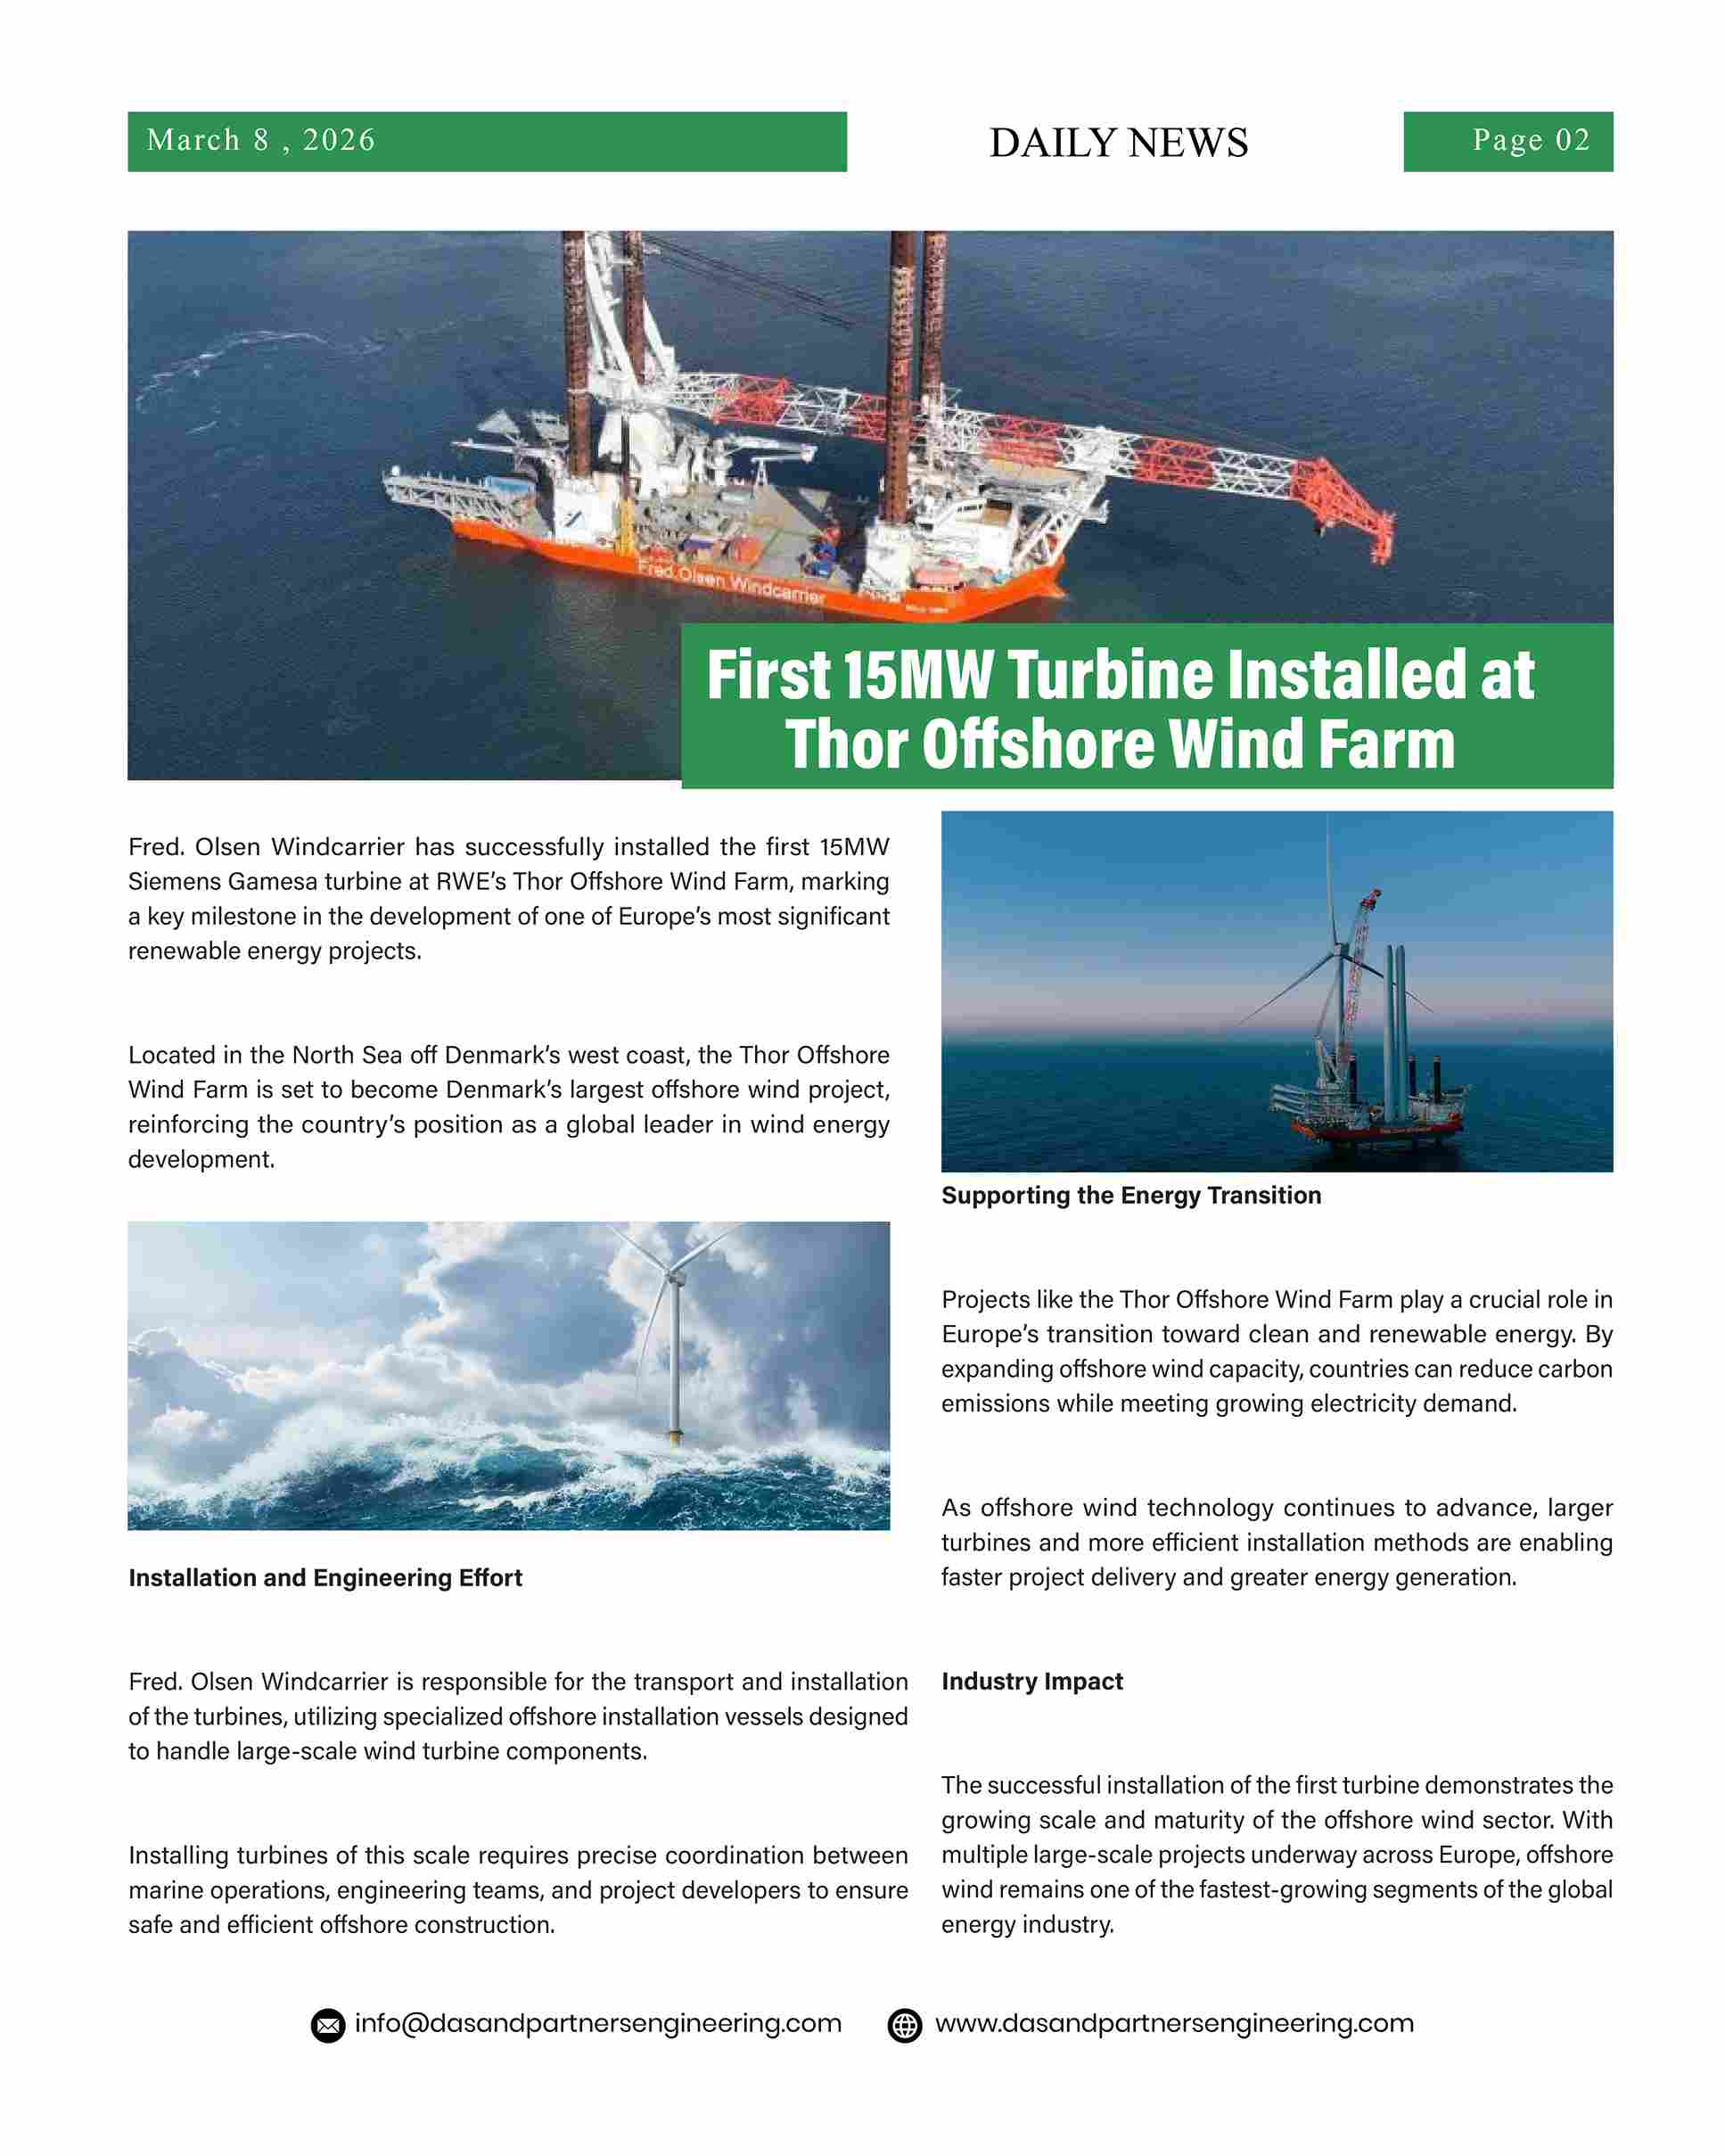 March 8 , 2026
DAILY NEWS
Page 02
Fred. Olsen Windcarrier
First 15MW Turbine Installed at
Thor Offshore Wind Farm
Fred. Olsen Windcarrier has successfully installed the first 15MW
Siemens Gamesa turbine at RWE’s Thor Offshore Wind Farm, marking
a key milestone in the development of one of Europe’s most significant
renewable energy projects.
Located in the North Sea off Denmark’s west coast, the Thor Offshore
Wind Farm is set to become Denmark’s largest offshore wind project,
reinforcing the country’s position as a global leader in wind energy
development.
Installation and Engineering Effort
Fred. Olsen Windcarrier is responsible for the transport and installation
of the turbines, utilizing specialized offshore installation vessels designed
to handle large-scale wind turbine components.
Installing turbines of this scale requires precise coordination between
marine operations, engineering teams, and project developers to ensure
safe and efficient offshore construction.
Supporting the Energy Transition
Projects like the Thor Offshore Wind Farm play a crucial role in
Europe’s transition toward clean and renewable energy. By
expanding offshore wind capacity, countries can reduce carbon
emissions while meeting growing electricity demand.
As offshore wind technology continues to advance, larger
turbines and more efficient installation methods are enabling
faster project delivery and greater energy generation.
Industry Impact
The successful installation of the first turbine demonstrates the
growing scale and maturity of the offshore wind sector. With
multiple large-scale projects underway across Europe, offshore
wind remains one of the fastest-growing segments of the global
energy industry.
info@dasandpartnersengineering.com
www.dasandpartnersengineering.com